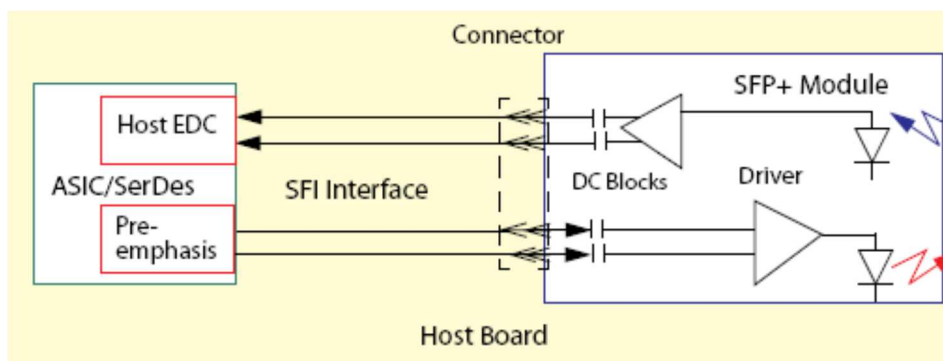 Connector
SFP+ Module
Host EDC
ASIC/SerDes
SFI Interface
DC Blocks
Driver
Pre-
emphasis
Host Board